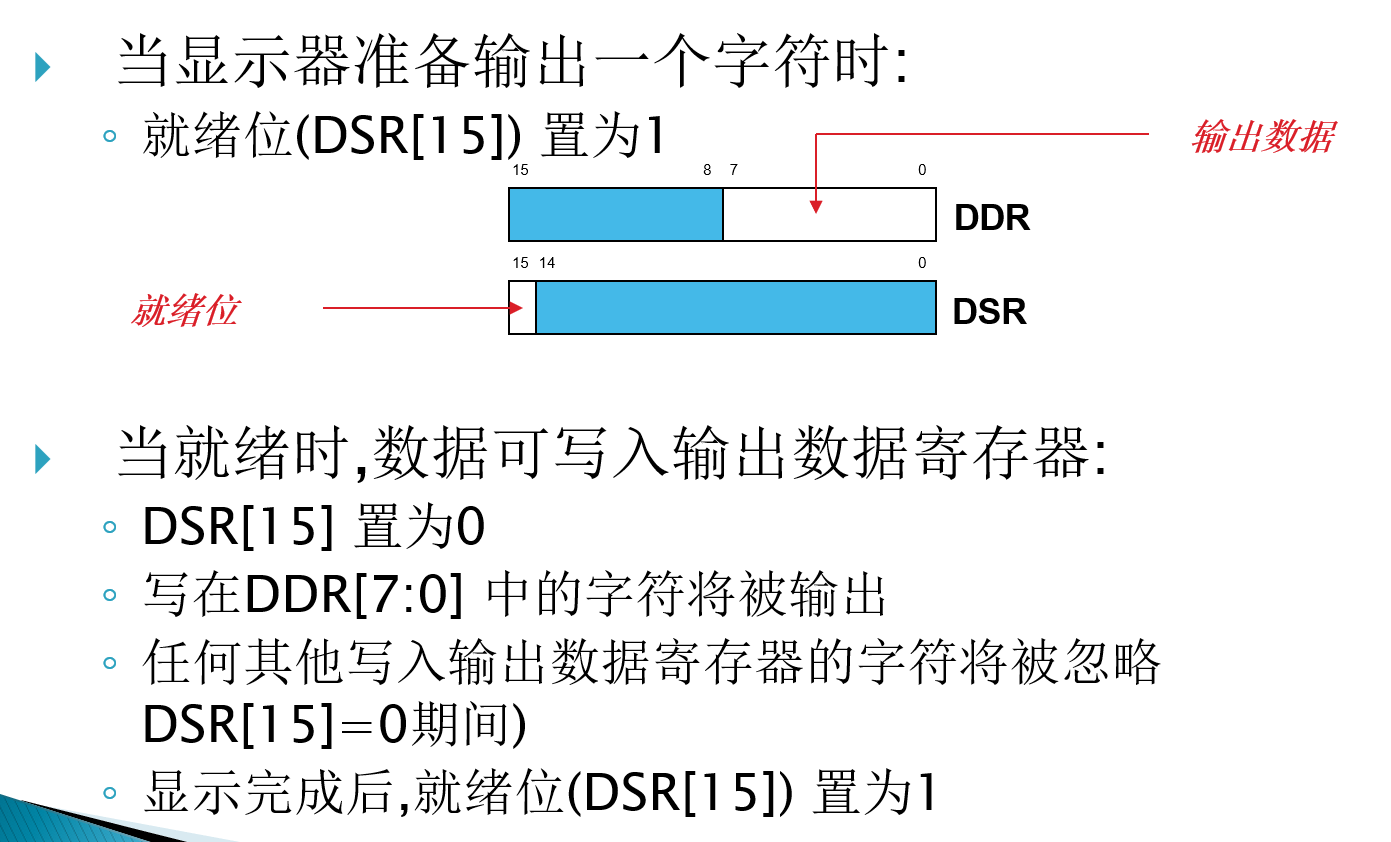 当显示器准备输出一个字符时:
就绪位(DSR[15]) 置为1
输出数据
15 8 7 0
DDR
15 14 0
就绪位
DSR
当就绪时,数据可写入输出数据寄存器:
DSR[15] 置为0
写在DDR[7:0] 中的字符将被输出
任何其他写入输出数据寄存器的字符将被忽略
DSR[15]=0期间)
显示完成后,就绪位(DSR[15]) 置为1